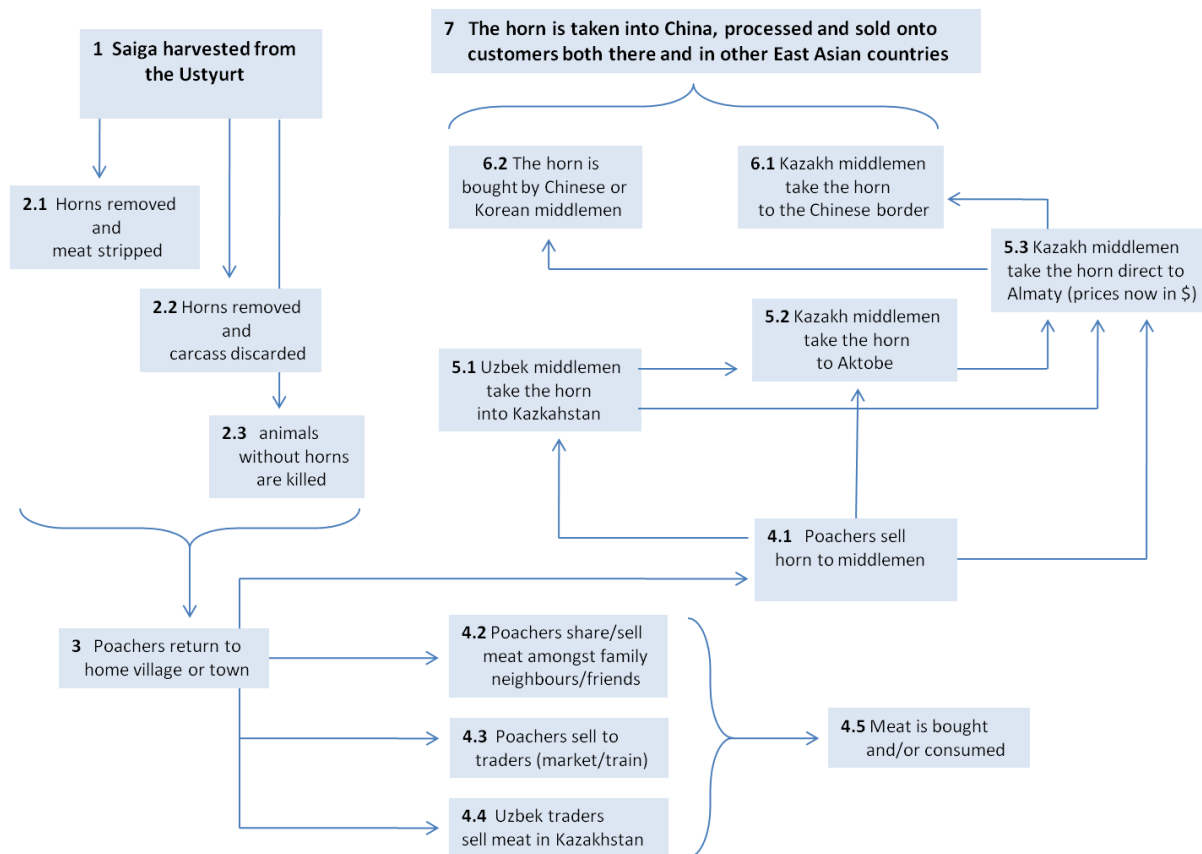 1 Saiga harvested from
the Ustyurt
2.1 Horns removed
and
meat stripped
2.2 Horns removed
and
carcass discarded
2.3 animals
without horns
are killed
3 Poachers return to
home village or town
4.1 Poachers sell
horn to middlemen
4.2 Poachers share/sell
meat amongst family
neighbours/friends
4.3 Poachers sell to
traders (market/train)
4.4 Uzbek traders
sell meat in Kazakhstan
4.5 Meat is bought
and/or consumed
5.1 Uzbek middlemen
take the horn
into Kazkahstan
5.2 Kazakh middlemen
take the horn
to Aktobe
5.3 Kazakh middlemen
take the horn direct to
Almaty (prices now in $)
6.1 Kazakh middlemen
take the horn
to the Chinese border
6.2 The horn is
bought by Chinese or
Korean middlemen
7 The horn is taken into China, processed and sold onto
customers both there and in other East Asian countries